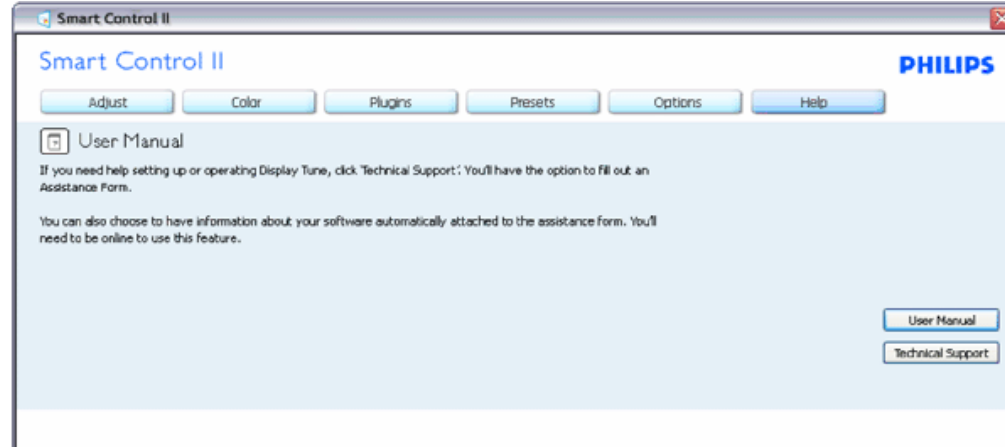 Smart Control II
Smart Control II
PHILIPS
Adjust Color Plugins Presets Options Help
User Manual
If you need help setting up or operating Display Tune, click 'Technical Support'. You'll have the option to fill out an
Assistance Form.
You can also choose to have information about your software automatically attached to the assistance form. You'll
need to be online to use this feature.
User Manual
Technical Support